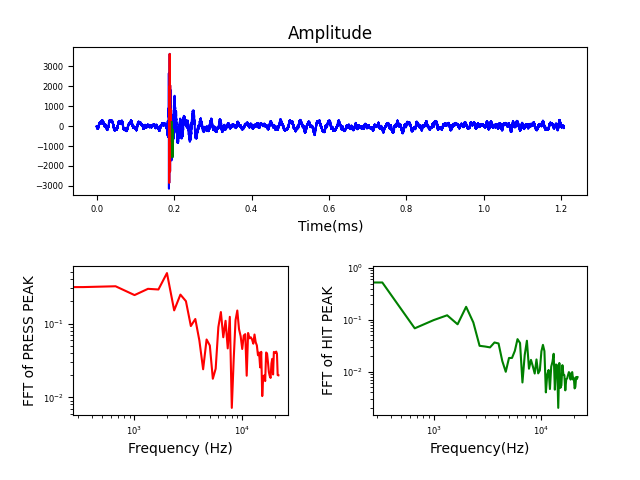 Amplitude
3000
2000
1000
0
−1000
−2000
−3000
0.0 0.2 0.4 0.6 0.8 1.0 1.2
Time(ms)
FFT of PRESS PEAK
10⁻¹
10⁻²
10³ 10⁴
Frequency (Hz)
FFT of HIT PEAK
10⁰
10⁻¹
10⁻²
10³ 10⁴
Frequency(Hz)